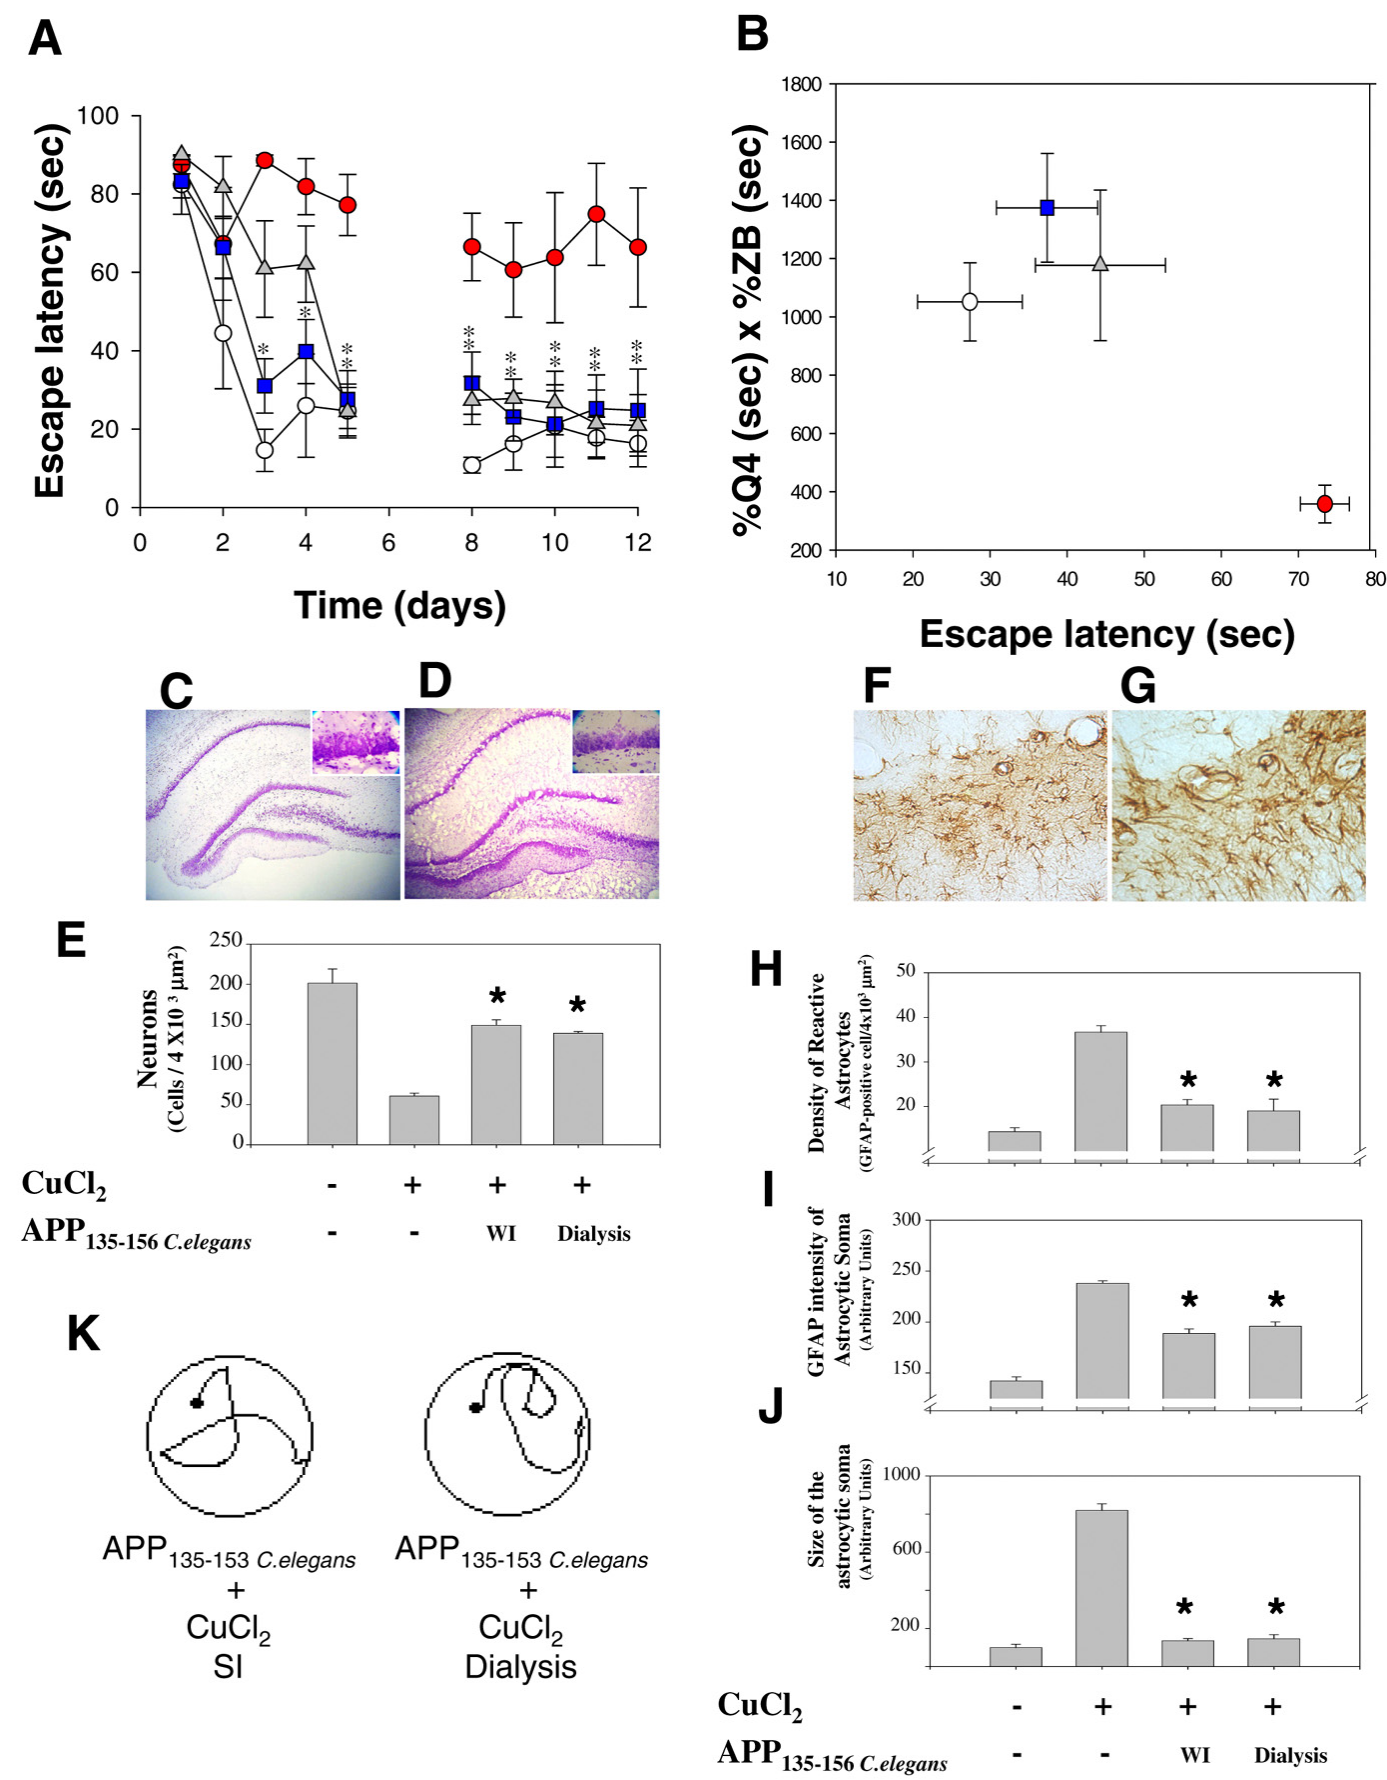 A
Escape latency (sec)
100
80
60
40
20
0
*
*
*
*
*
*
*
*
*
*
*
*
*
*
0
2
4
6
8
10
12
Time (days)
B
%Q4 (sec) x %ZB (sec)
1800
1600
1400
1200
1000
800
600
400
200
10
20
30
40
50
60
70
80
Escape latency (sec)
C
D
F
G
E
Neurons
(Cells / 4 X10 ³ µm²)
250
200
150
100
50
0
*
*
CuCl₂ - + + +
APP₁₃₅₋₁₅₆ C.elegans - - WI Dialysis
H
Density of Reactive
Astrocytes
(GFAP-positive cell/4x10³ µm²)
50
40
30
20
*
*
I
GFAP intensity of
Astrocytic Soma
(Arbitrary Units)
300
250
200
150
*
*
J
Size of the
astrocytic soma
(Arbitrary Units)
1000
600
200
*
*
CuCl₂ - + + +
APP₁₃₅₋₁₅₆ C.elegans - - WI Dialysis
K
APP₁₃₅₋₁₅₃ C.elegans
+
CuCl₂
SI
APP₁₃₅₋₁₅₃ C.elegans
+
CuCl₂
Dialysis